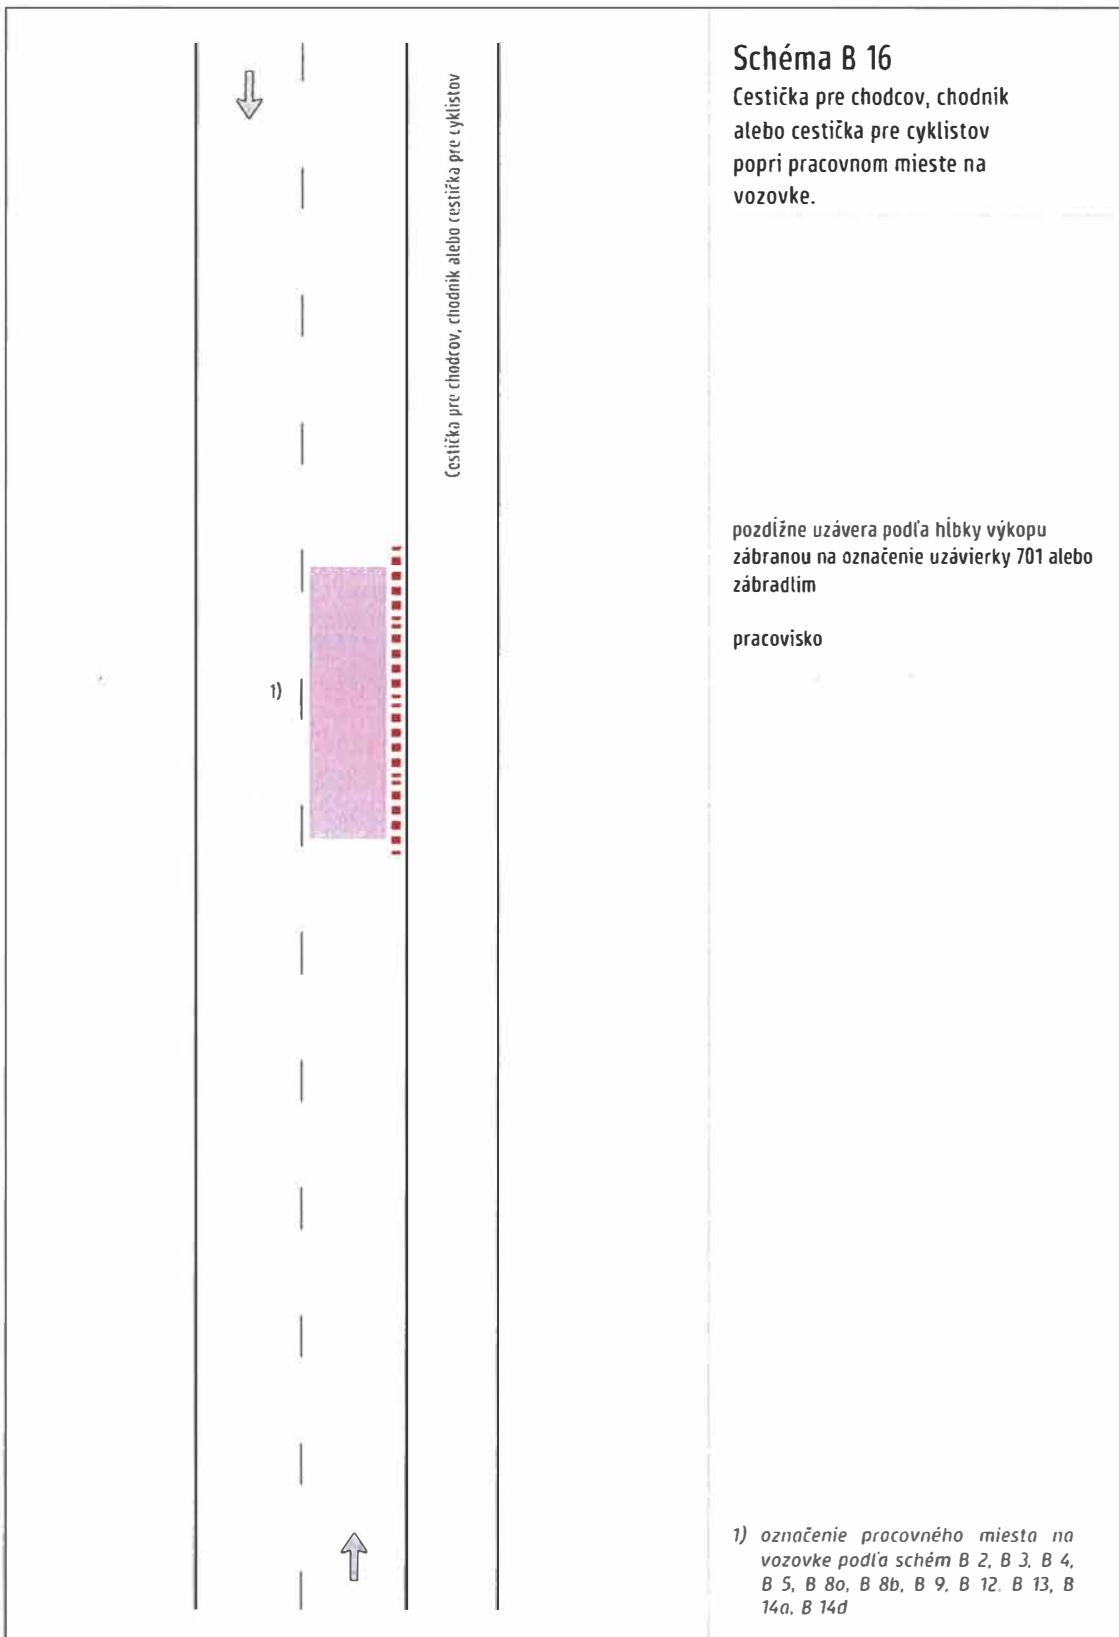 Schéma B 16
Cestička pre chodcov, chodník
alebo cestička pre cyklistov
popri pracovnom mieste na
vozovke.
Cestička pre chodcov, chodník alebo cestička pre cyklistov
pozdĺžne uzávera podľa hĺbky výkopu
zábranou na označenie uzávierky 701 alebo
zábradlím
pracovisko
1)
1) označenie pracovného miesta na
vozovke podľa schém B 2, B 3, B 4,
B 5, B 8a, B 8b, B 9, B 12, B 13, B
14a, B 14d